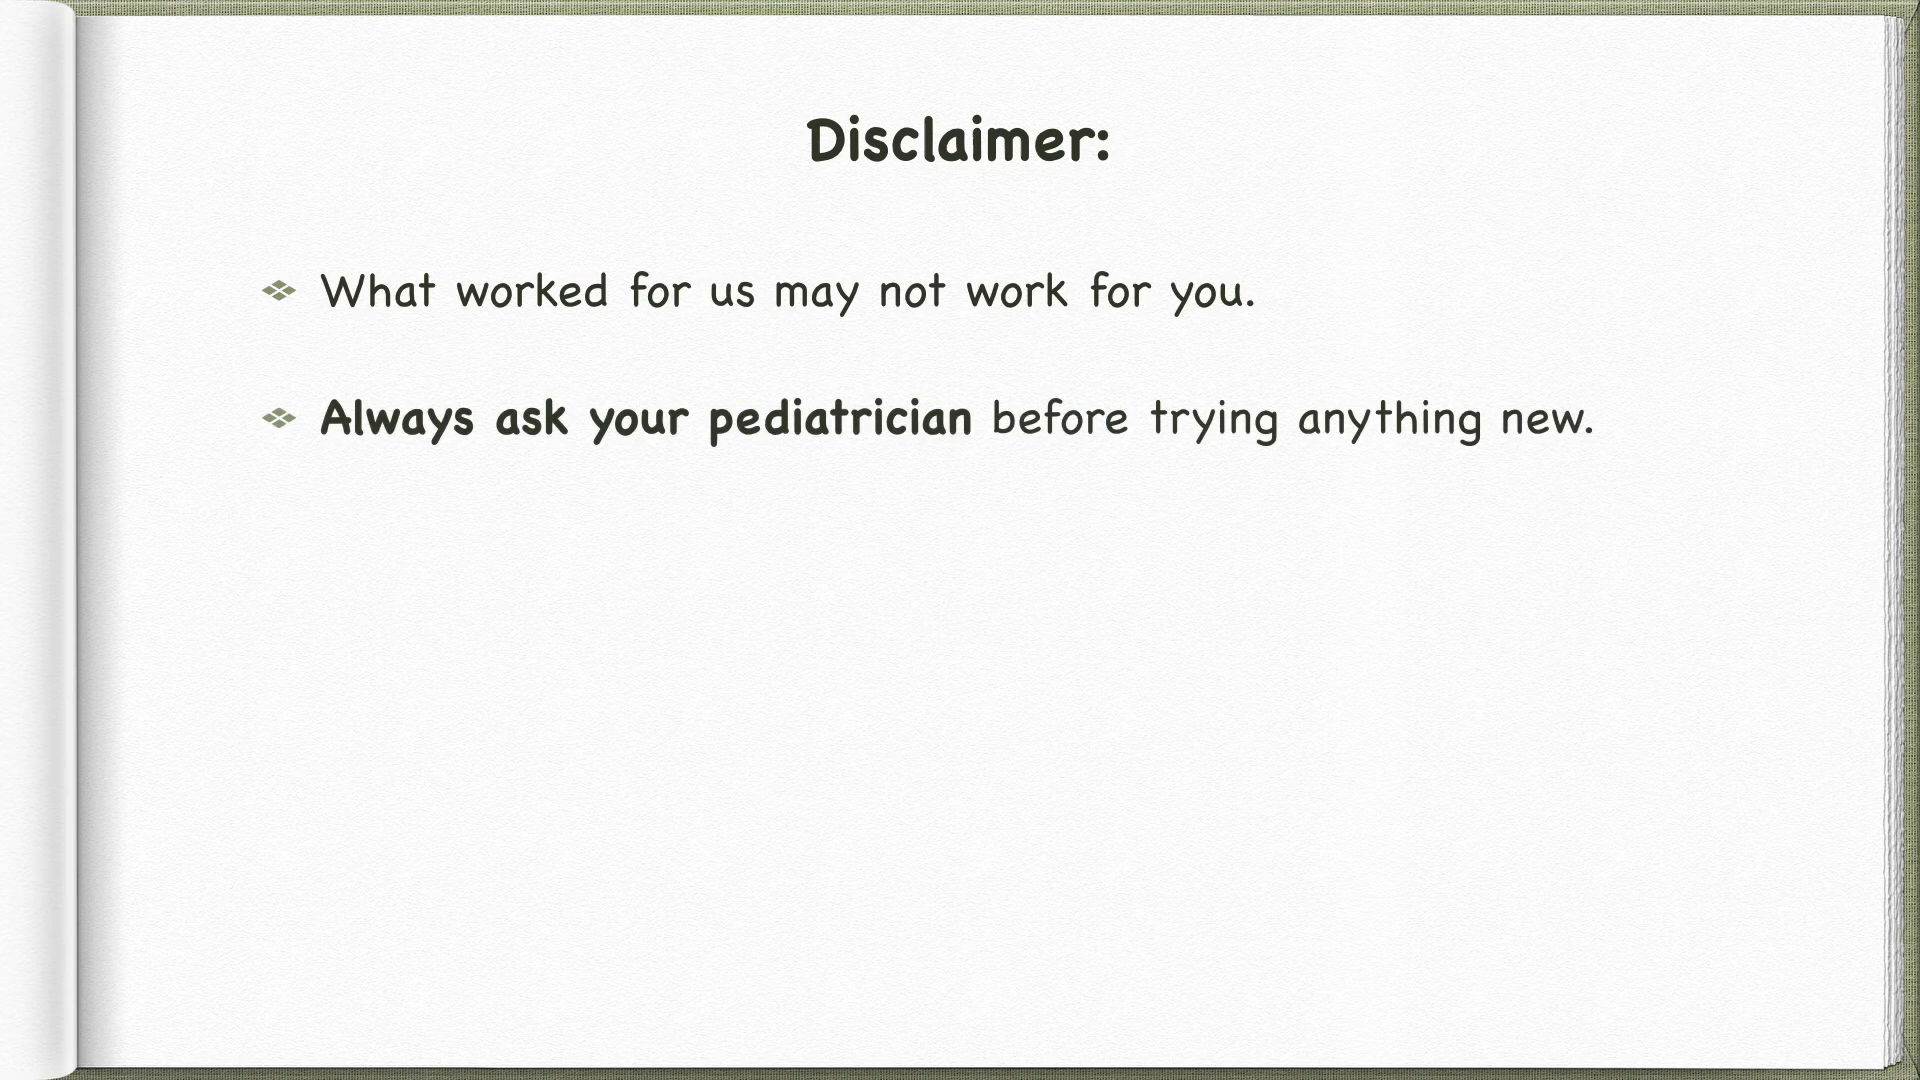 Disclaimer:
What worked for us may not work for you.
Always ask your pediatrician before trying anything new.